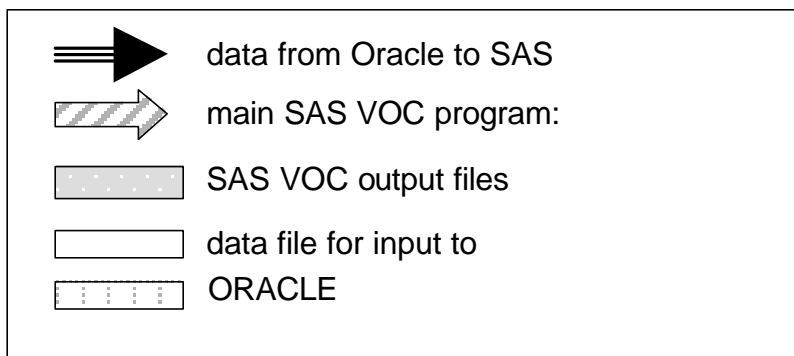 data from Oracle to SAS
main SAS VOC program:
SAS VOC output files
data file for input to
ORACLE